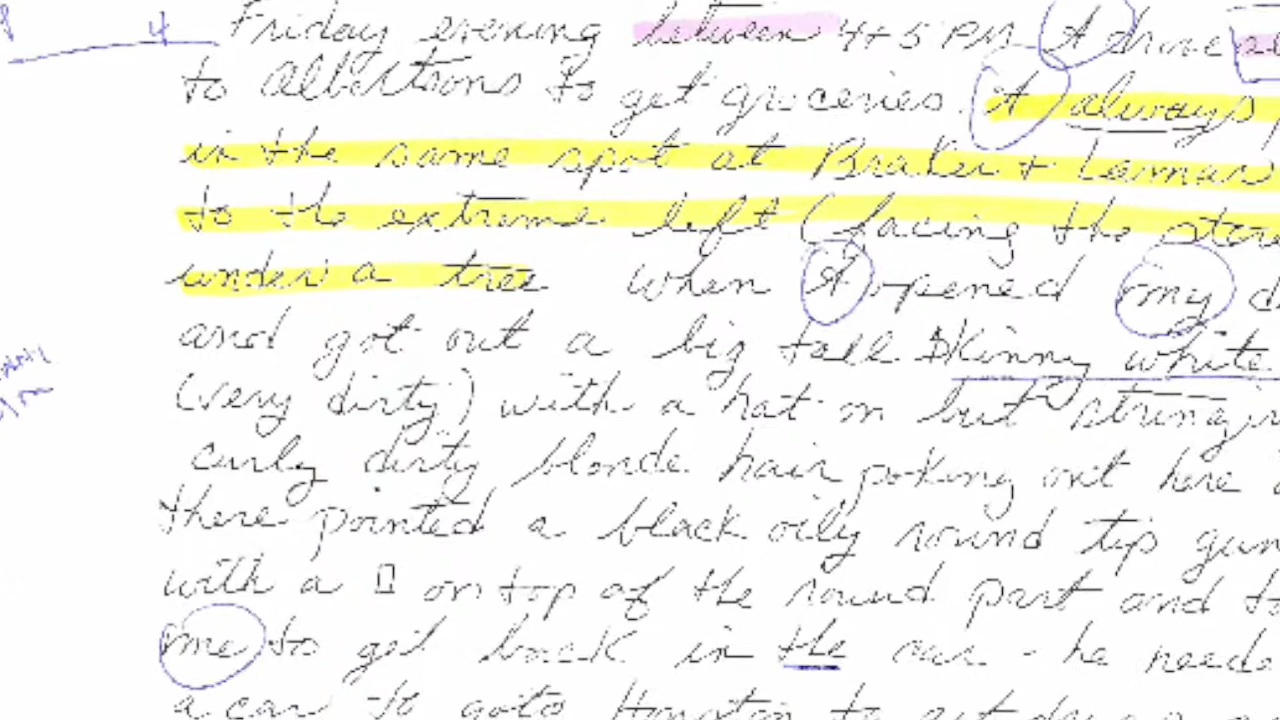 4 Friday evening between 4+5 PM I drove
to Albertsons to get groceries. I always
in the same spot at Braker + Lamar
to the extreme left (facing the store
under a tree when I opened my d
and got out a big tall skinny white
(very dirty) with a hat on but stringy
curly dirty blonde hair poking out here
there pointed a black oily round tip gun
with a on top of the round part and to
me to get back in the car - he needs
a car to goto Houston to get